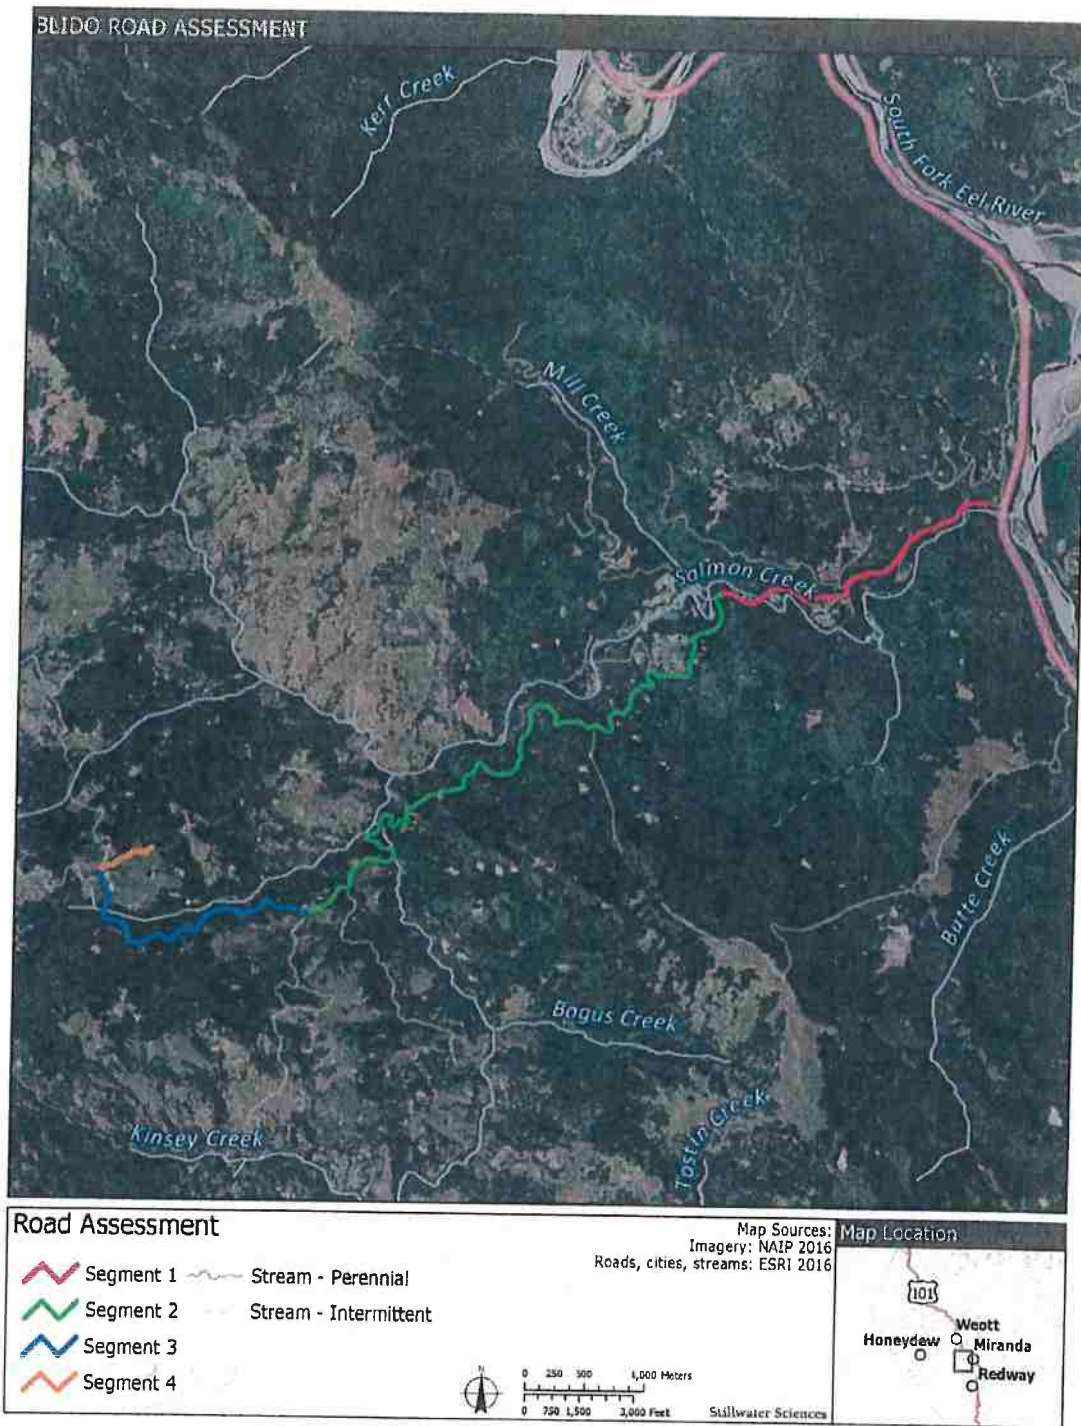 BLIDO ROAD ASSESSMENT
Kerr Creek
South Fork Eel River
Mill Creek
Salmon Creek
Butte Creek
Bogus Creek
Tostin Creek
Kinsey Creek
Road Assessment
Segment 1
Segment 2
Segment 3
Segment 4
Stream - Perennial
Stream - Intermittent
Map Sources:
Imagery: NAIP 2016
Roads, cities, streams: ESRI 2016
N
0 250 500 1,000 Meters
0 750 1,500 3,000 Feet
Stillwater Sciences
Map Location
101
Weott
Honeydew
Miranda
Redway